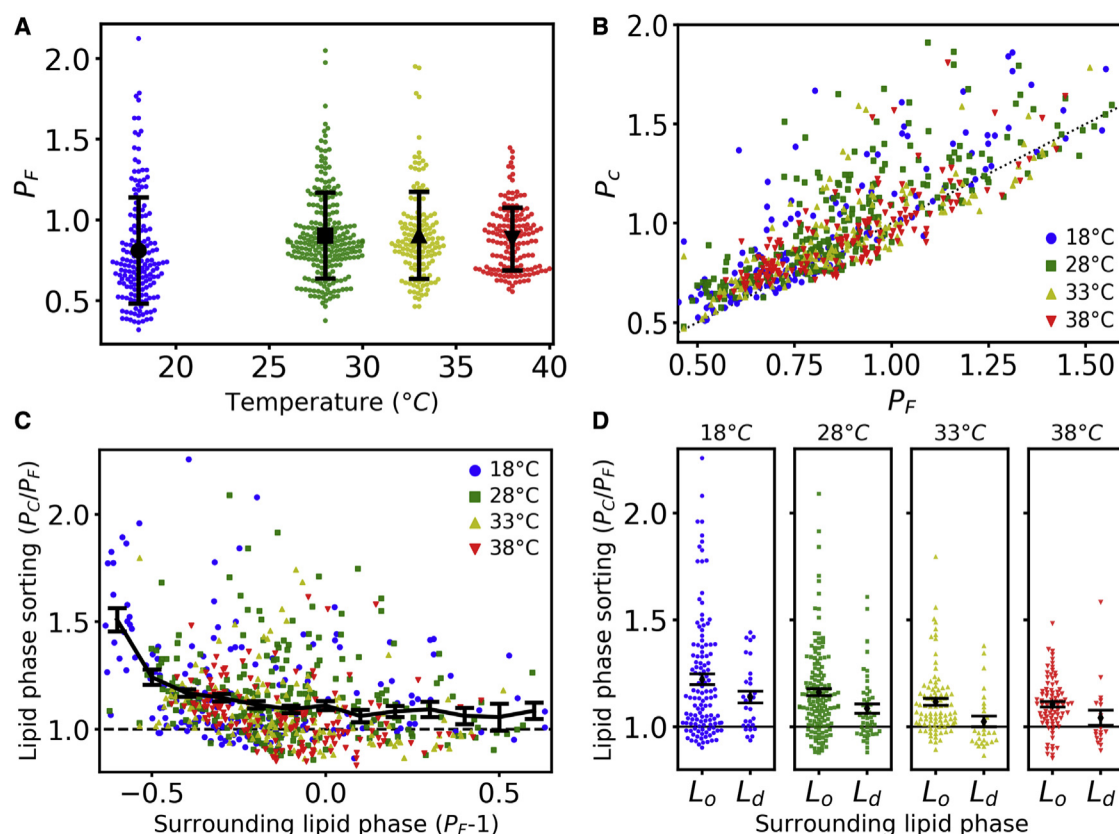 A
P_F
2.0
1.5
1.0
0.5
20
25
30
35
40
Temperature (°C)
B
P_c
2.0
1.5
1.0
0.5
18°C
28°C
33°C
38°C
0.50
0.75
1.00
1.25
1.50
P_F
C
Lipid phase sorting (P_C/P_F)
2.0
1.5
1.0
18°C
28°C
33°C
38°C
−0.5
0.0
0.5
Surrounding lipid phase (P_F-1)
D
18°C
28°C
33°C
38°C
Lipid phase sorting (P_C/P_F)
2.0
1.5
1.0
L_o L_d L_o L_d L_o L_d L_o L_d
Surrounding lipid phase